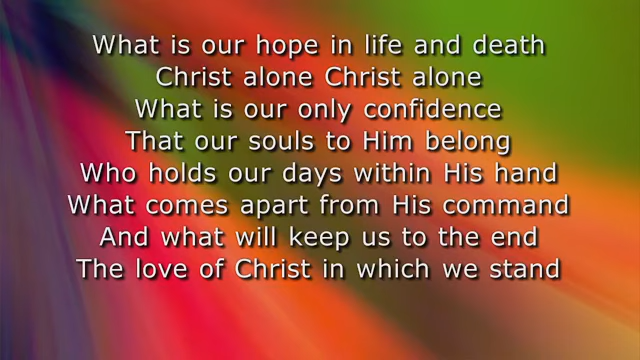 What is our hope in life and death
Christ alone Christ alone
What is our only confidence
That our souls to Him belong
Who holds our days within His hand
What comes apart from His command
And what will keep us to the end
The love of Christ in which we stand